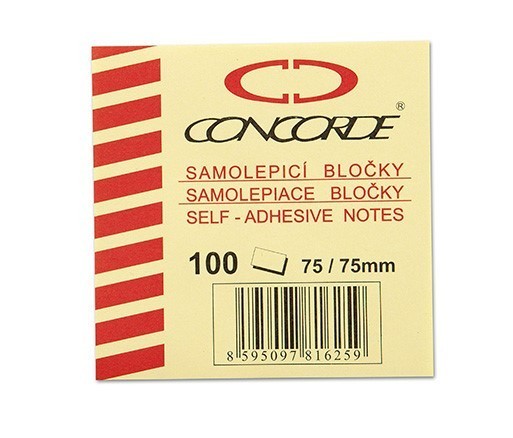 CONCORDE®
SAMOLEPICÍ BLOČKY
SAMOLEPIACE BLOČKY
SELF - ADHESIVE NOTES
100 75 / 75mm
8 595097 816259